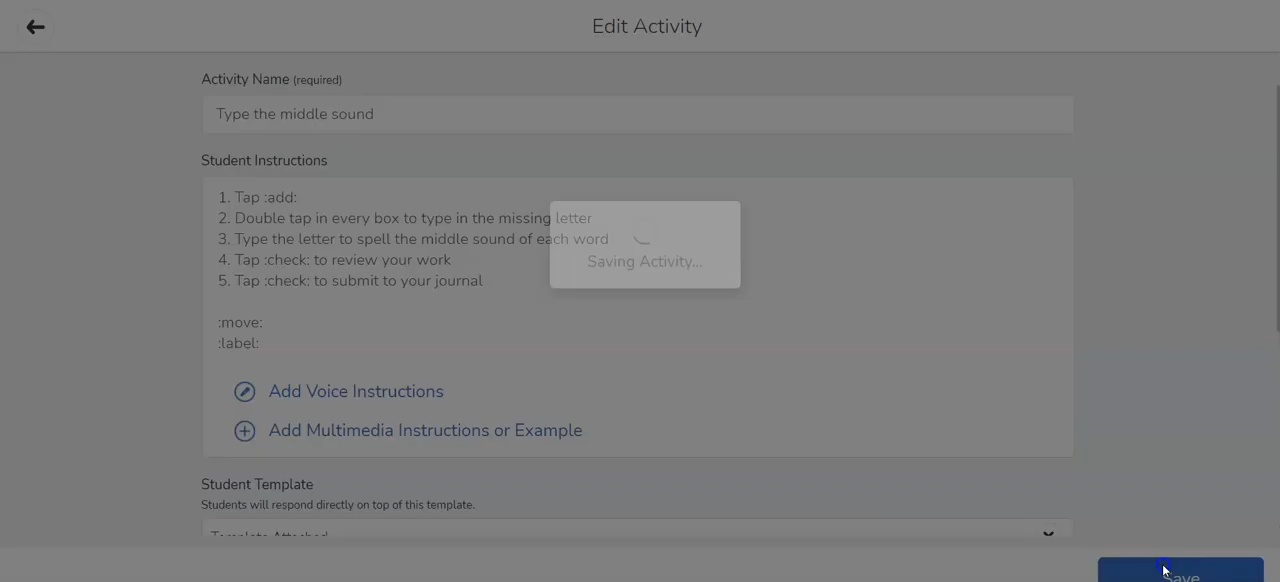 Edit Activity
Activity Name (required)
Type the middle sound
Student Instructions
1. Tap :add:
2. Double tap in every box to type in the missing letter
3. Type the letter to spell the middle sound of each word
4. Tap :check: to review your work
5. Tap :check: to submit to your journal
:move:
:label:
Saving Activity...
Add Voice Instructions
Add Multimedia Instructions or Example
Student Template
Students will respond directly on top of this template.
Template Attached
Save